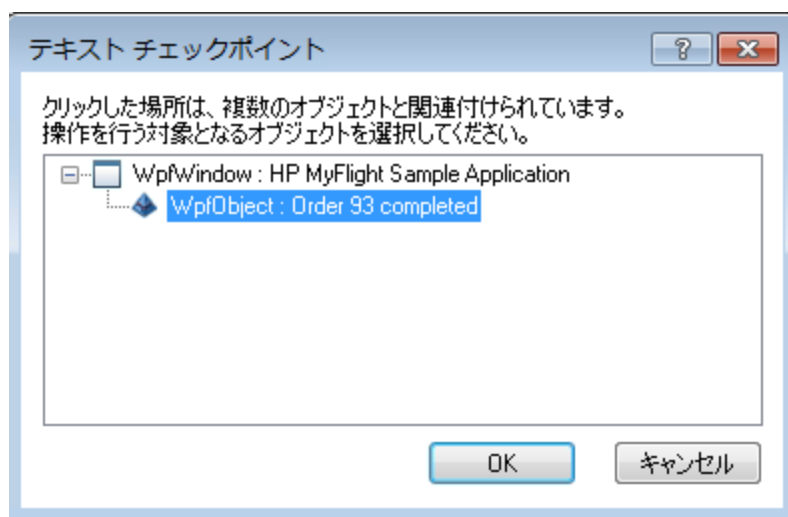 テキスト チェックポイント
クリックした場所は、複数のオブジェクトと関連付けられています。
操作を行う対象となるオブジェクトを選択してください。
WpfWindow : HP MyFlight Sample Application
WpfObject : Order 93 completed
OK キャンセル